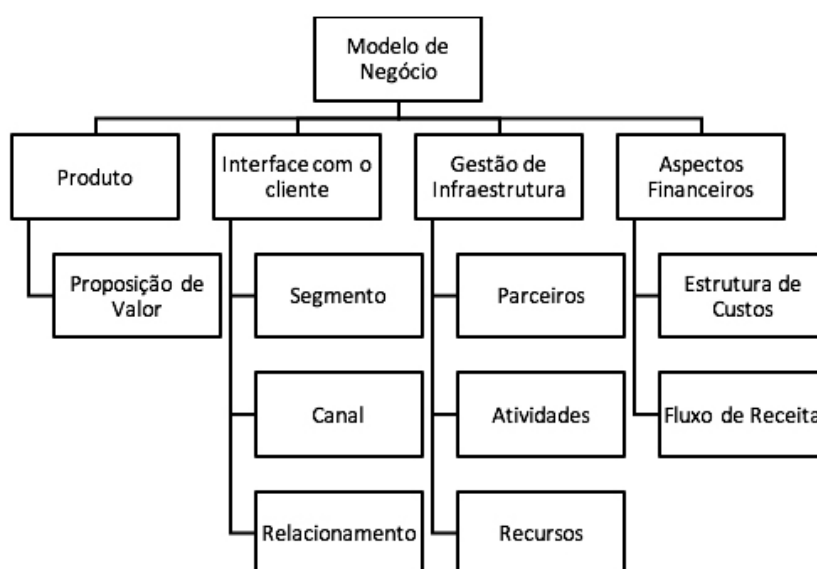 Modelo de
Negócio
Produto
Interface com o
cliente
Gestão de
Infraestrutura
Aspectos
Financeiros
Proposição de
Valor
Segmento
Parceiros
Estrutura de
Custos
Canal
Atividades
Fluxo de Receita
Relacionamento
Recursos